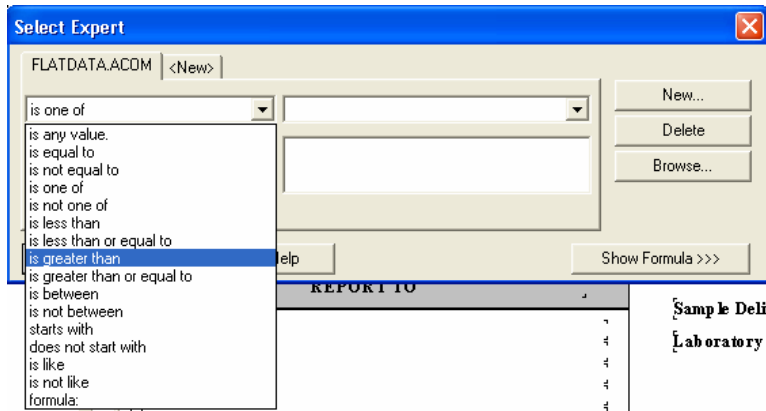 Select Expert
FLATDATA.ACOM <New>
is one of
New...
Delete
Browse...
is any value.
is equal to
is not equal to
is one of
is not one of
is less than
is less than or equal to
is greater than
is greater than or equal to
is between
is not between
starts with
does not start with
is like
is not like
formula:
elp
Show Formula >>>
REPORT TO
Sample Deli
Laboratory